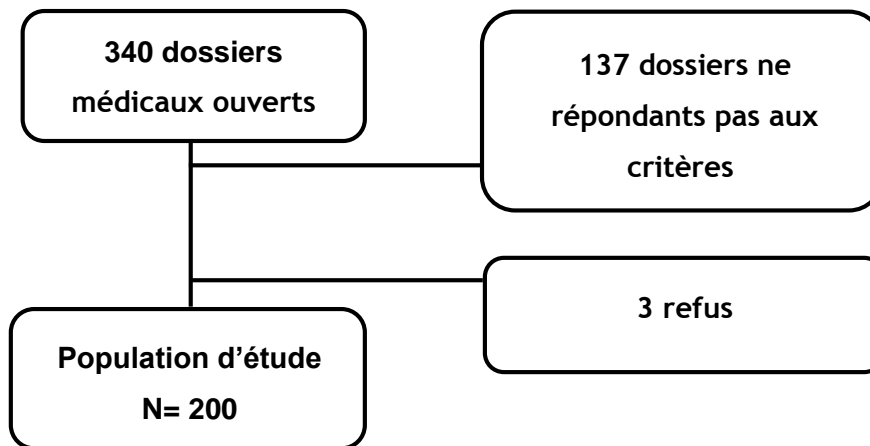 340 dossiers
médicaux ouverts
137 dossiers ne
répondants pas aux
critères
3 refus
Population d’étude
N= 200